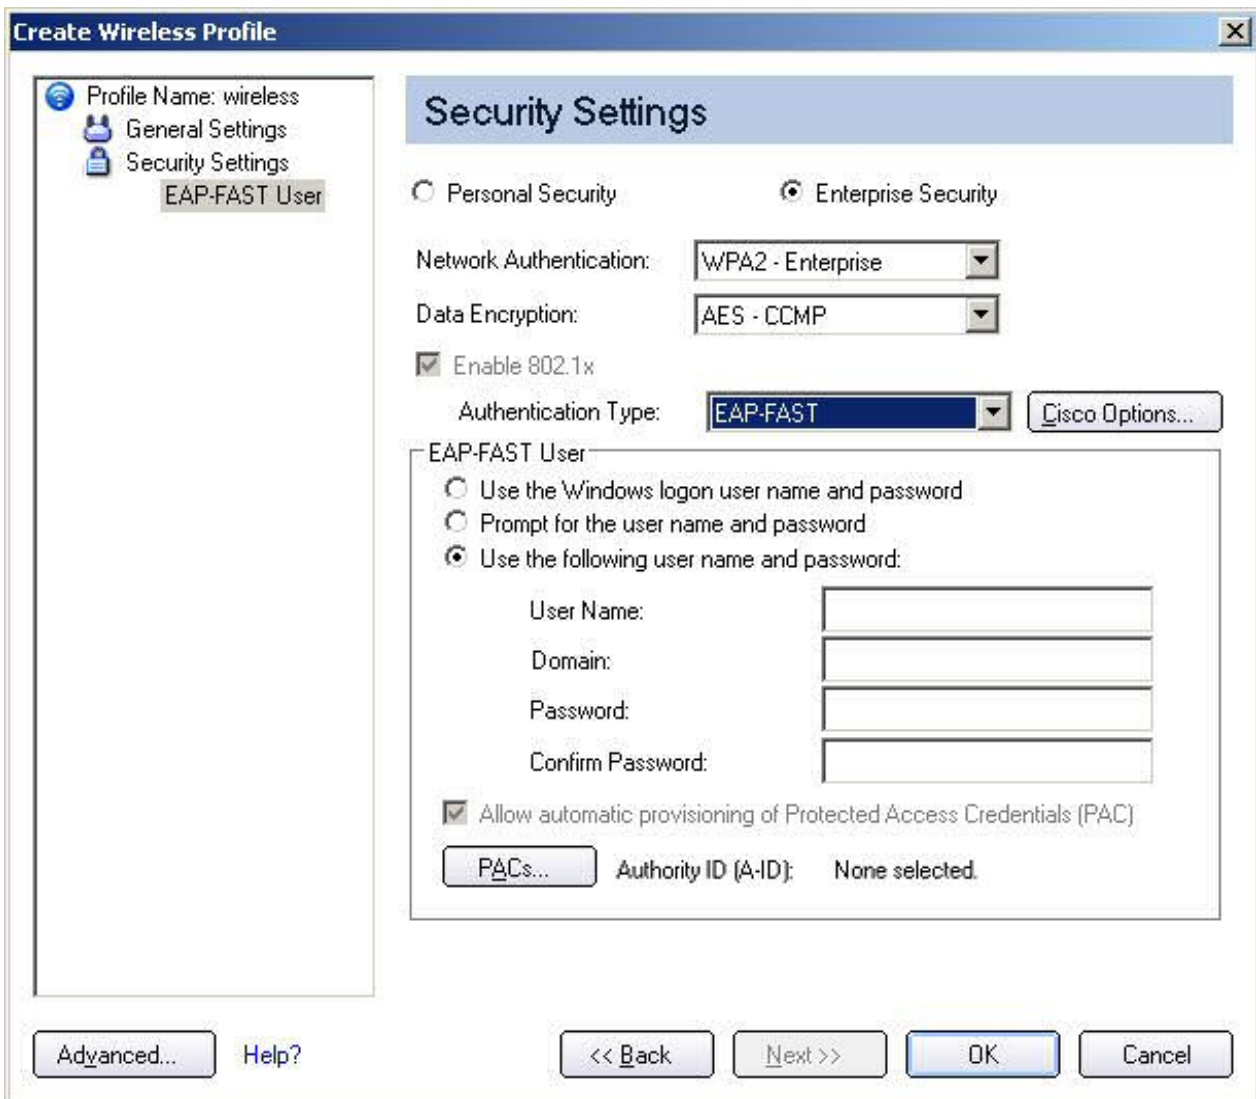 Create Wireless Profile
Profile Name: wireless
General Settings
Security Settings
EAP-FAST User
Security Settings
Personal Security
Enterprise Security
Network Authentication: WPA2 - Enterprise
Data Encryption: AES - CCMP
Enable 802.1x
Authentication Type: EAP-FAST Cisco Options...
EAP-FAST User
Use the Windows logon user name and password
Prompt for the user name and password
Use the following user name and password:
User Name:
Domain:
Password:
Confirm Password:
Allow automatic provisioning of Protected Access Credentials (PAC)
PACs... Authority ID (A-ID): None selected.
Advanced... Help? << Back Next >> OK Cancel